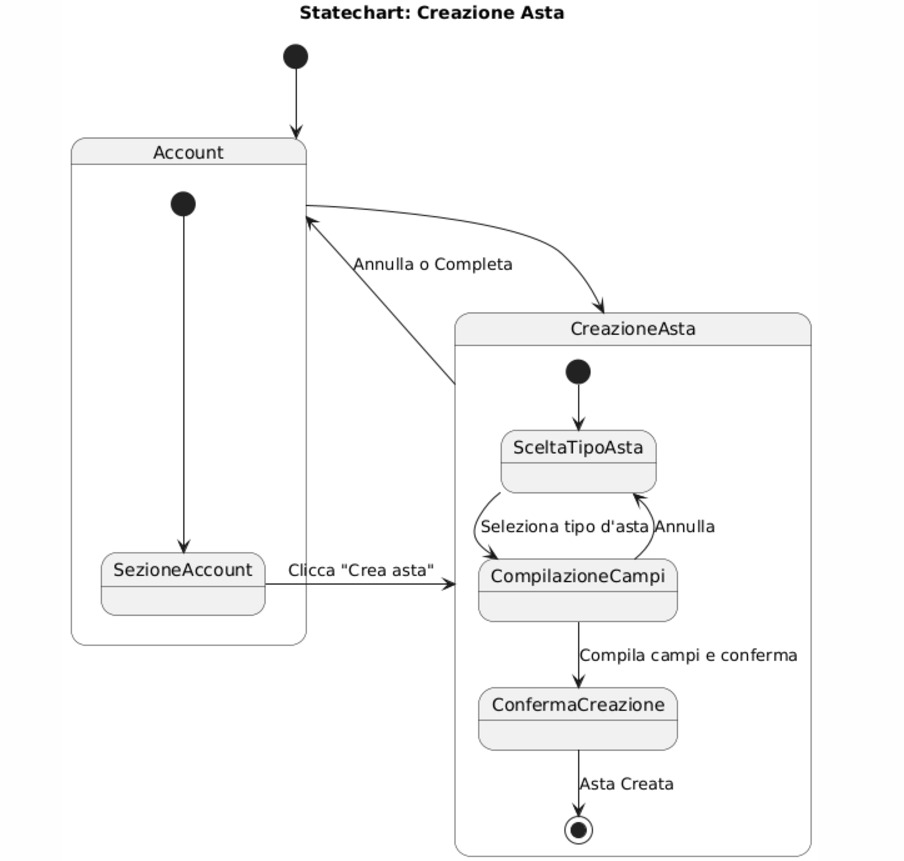 Statechart: Creazione Asta
Account
Annulla o Completa
CreazioneAsta
SceltaTipoAsta
Seleziona tipo d'asta
Annulla
SezioneAccount
Clicca "Crea asta"
CompilazioneCampi
Compila campi e conferma
ConfermaCreazione
Asta Creata